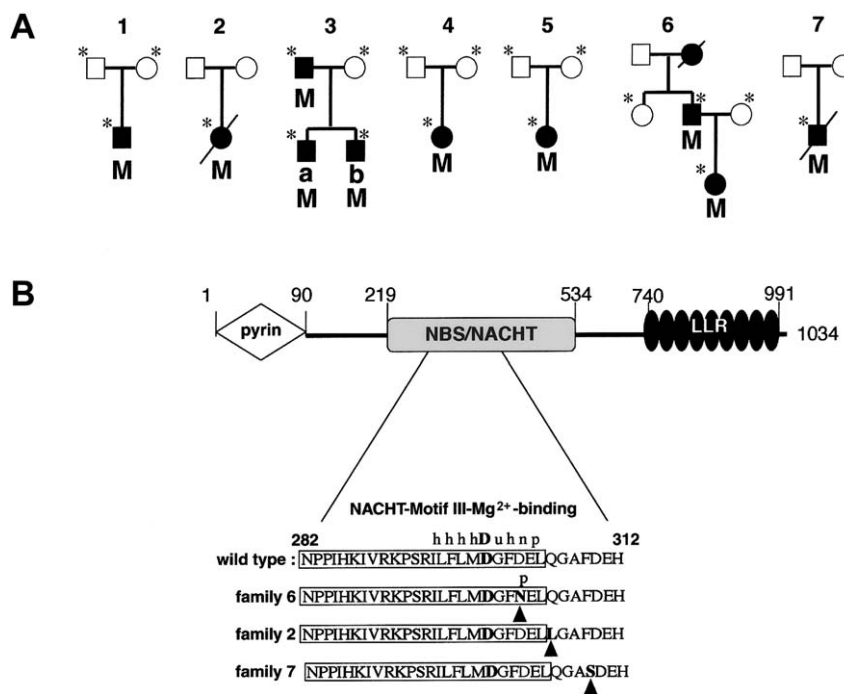 A
1 2 3 4 5 6 7
* * * * * * * *
* * * M * * * * M * *
M M a b M M * M
M M M
B
1 90 219 534 740 991
pyrin NBS/NACHT LLR 1034
NACHT-Motif III-Mg2+-binding
282 hhhhDuhnp 312
wild type : NPPIHKIVRKPSRILFLMDGFDELQGAFDEH
p
family 6 NPPIHKIVRKPSRILFLMDGFNELQGAFDEH
family 2 NPPIHKIVRKPSRILFLMDGFDELLGAFDEH
family 7 NPPIHKIVRKPSRILFLMDGFDELQGASDEH